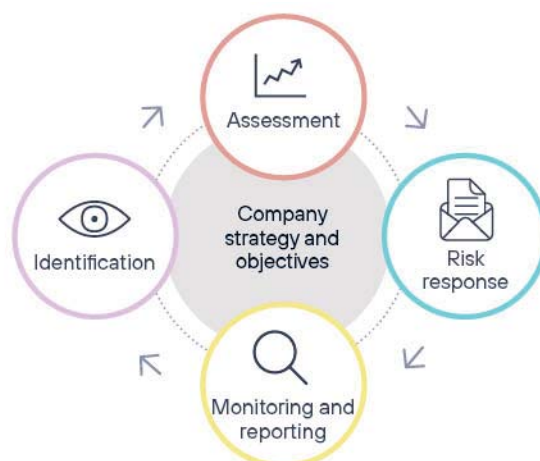 Assessment
Company
strategy and
objectives
Identification
Risk
response
Monitoring and
reporting